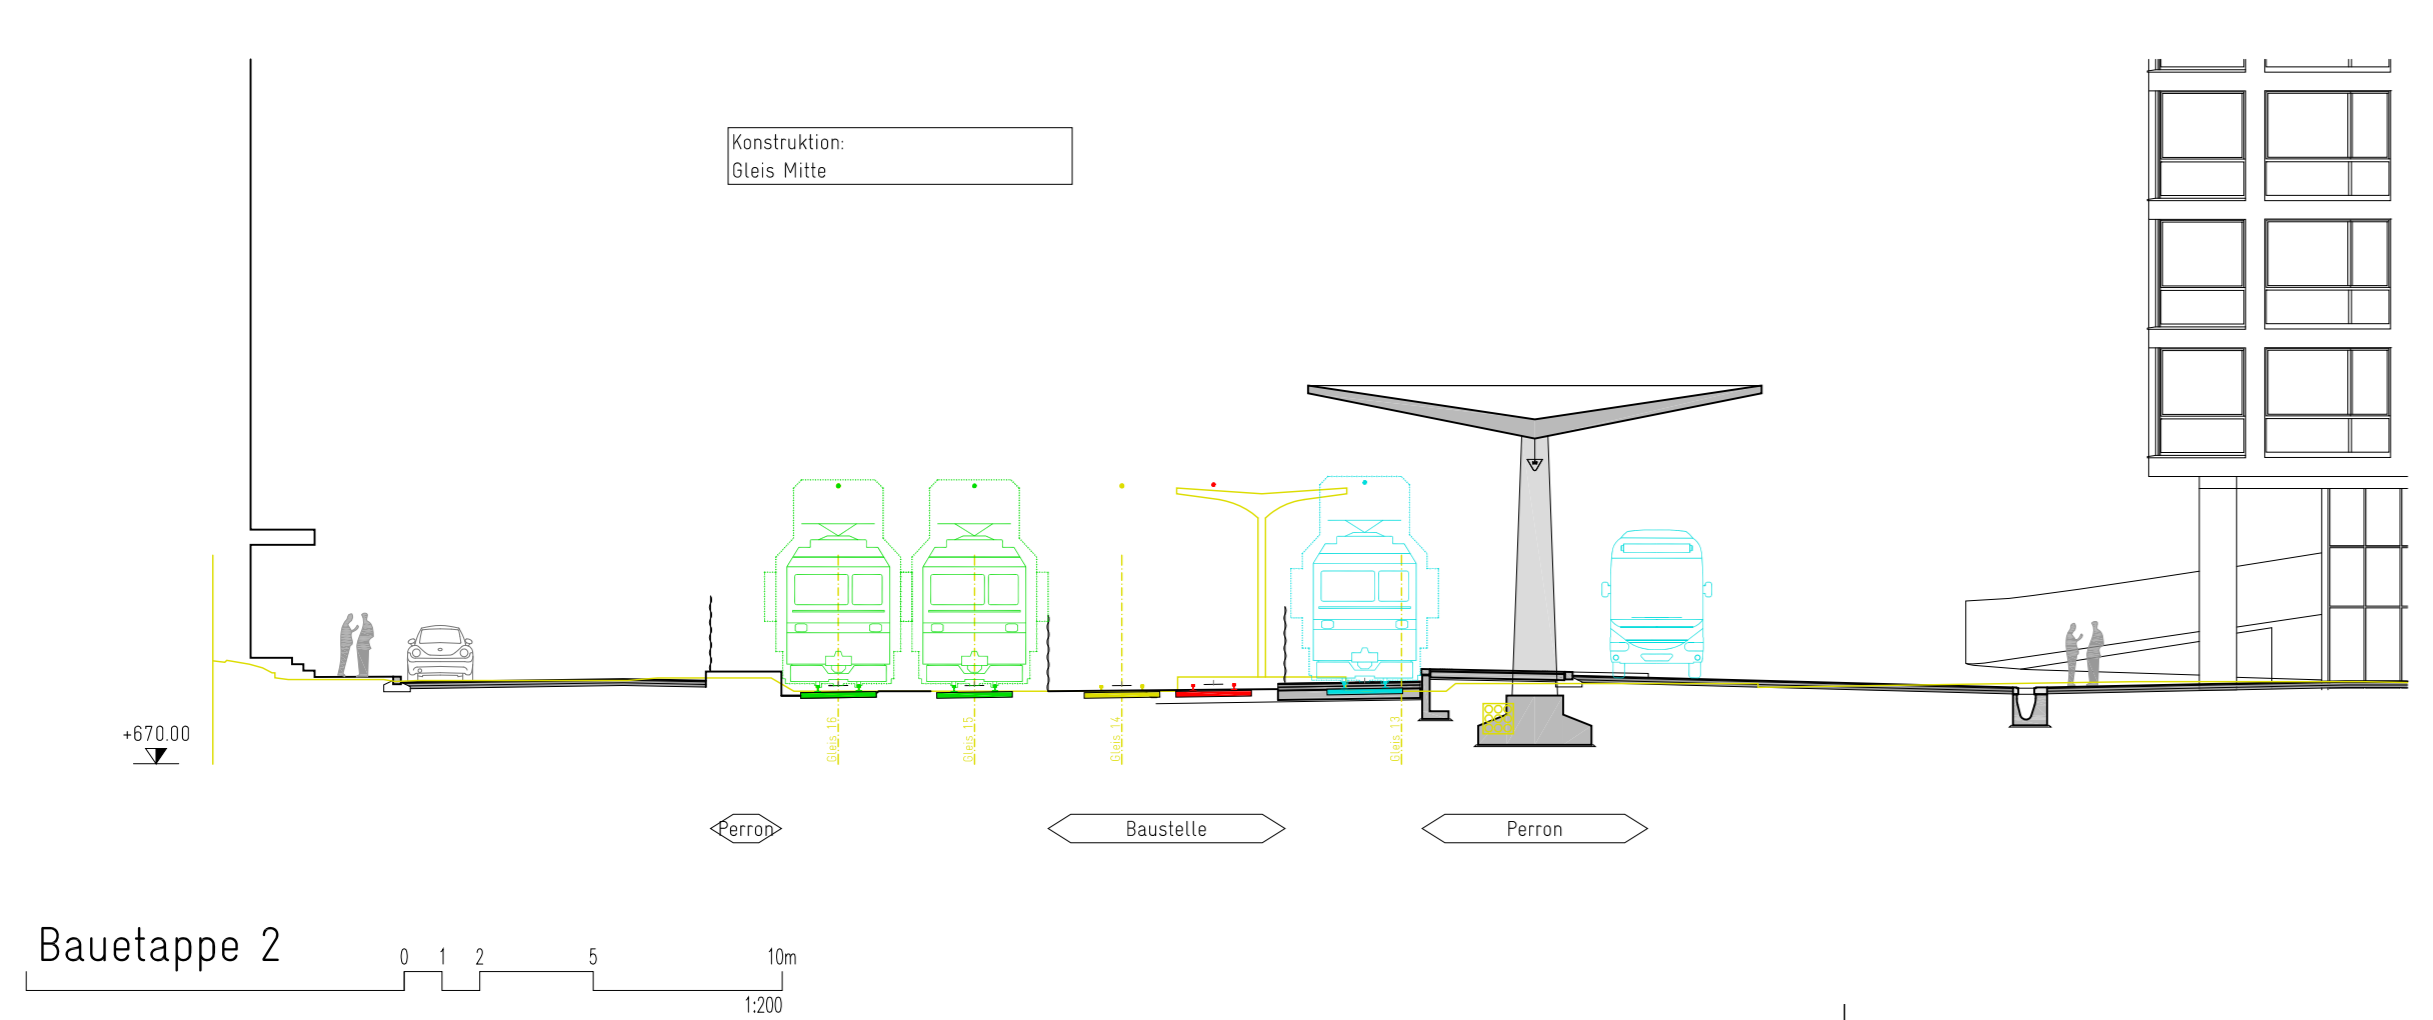 Konstruktion:
Gleis Mitte
+670.00
Gleis 16
Gleis 15
Gleis 14
Gleis 13
Perron
Baustelle
Perron
Bauetappe 2
0 1 2 5 10m
1:200